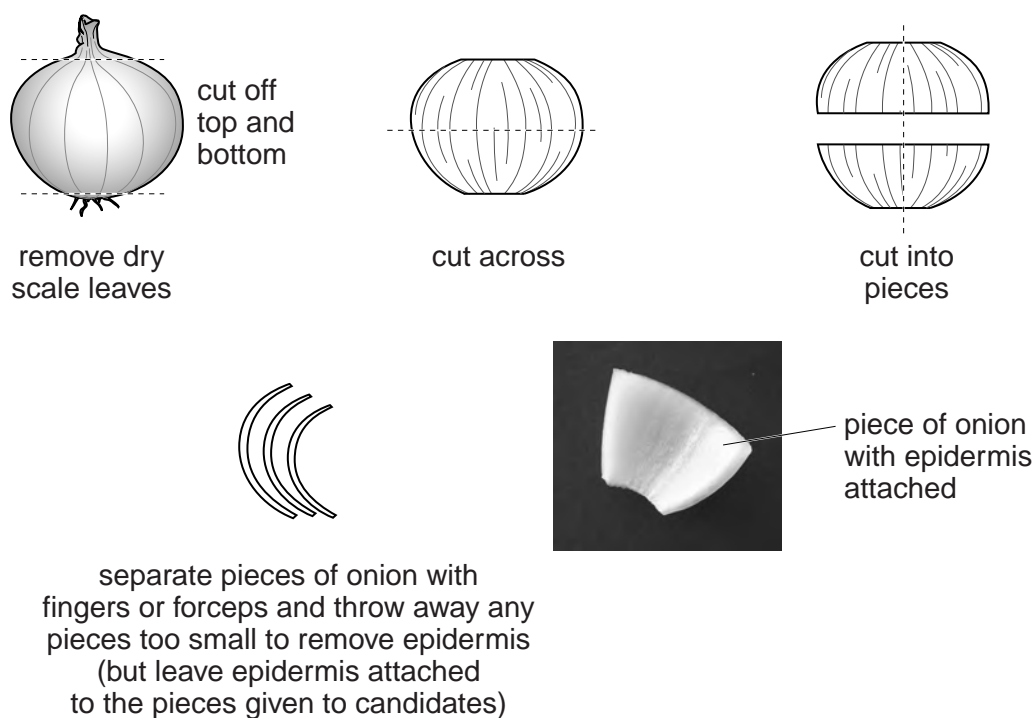 cut off
top and
bottom
remove dry
scale leaves
cut across
cut into
pieces
piece of onion
with epidermis
attached
separate pieces of onion with
fingers or forceps and throw away any
pieces too small to remove epidermis
(but leave epidermis attached
to the pieces given to candidates)